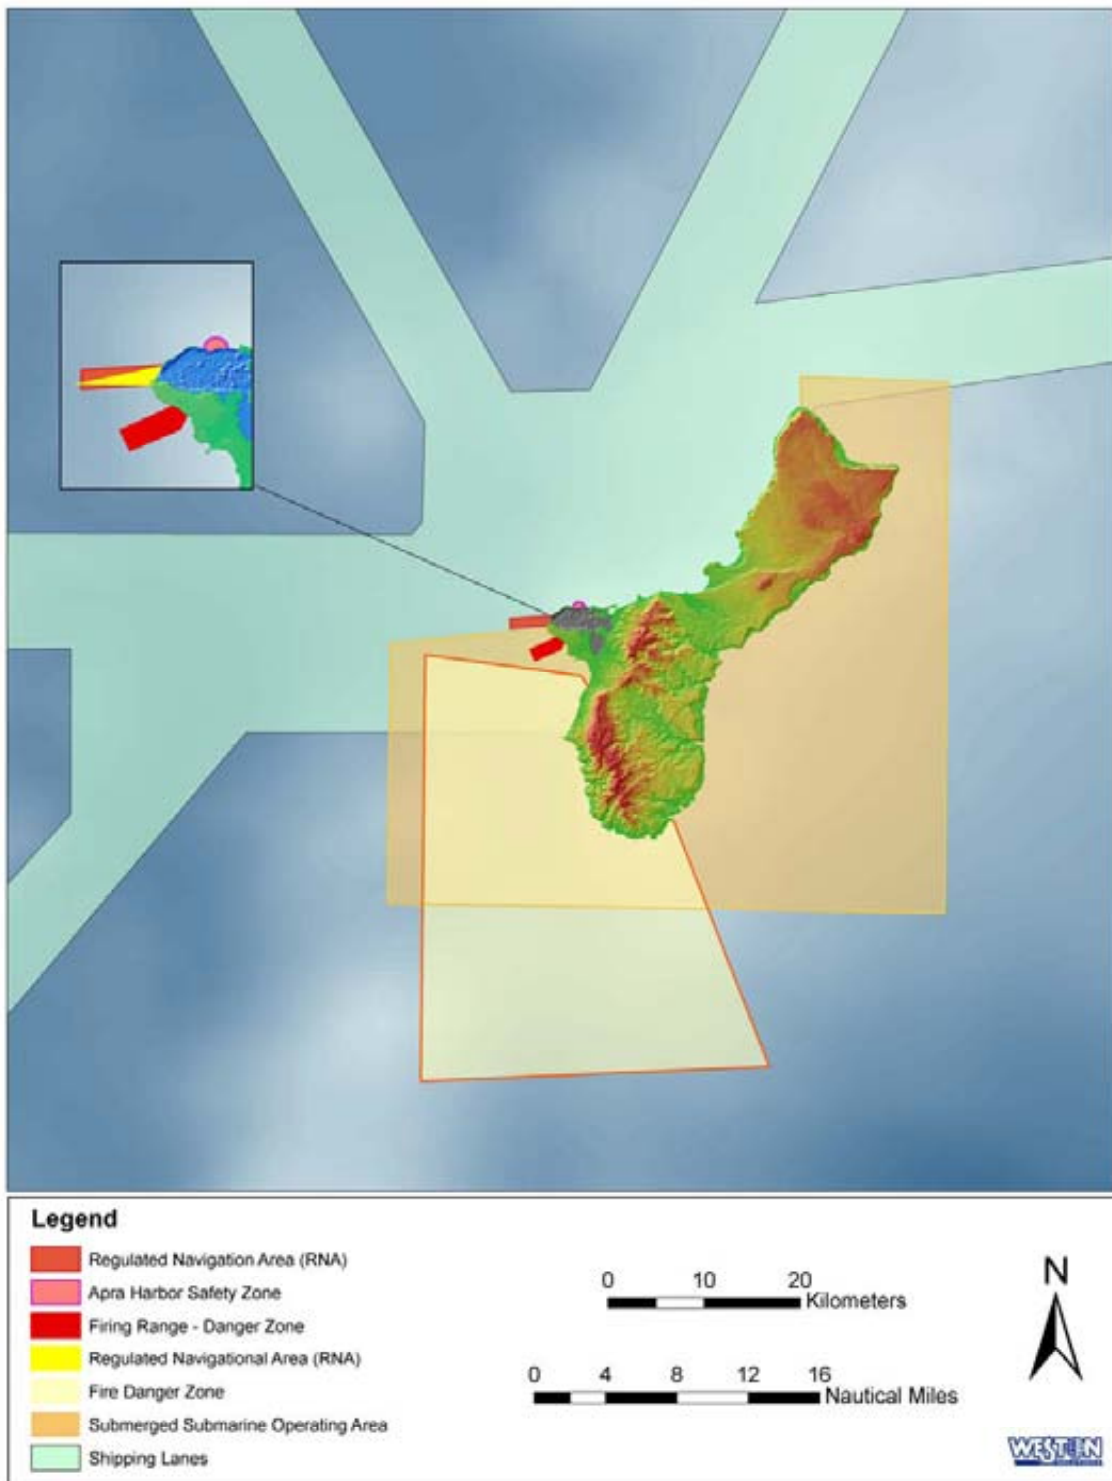 Legend
Regulated Navigation Area (RNA)
Apra Harbor Safety Zone
Firing Range - Danger Zone
Regulated Navigational Area (RNA)
Fire Danger Zone
Submerged Submarine Operating Area
Shipping Lanes
0 10 20
Kilometers
0 4 8 12 16
Nautical Miles
N
WESTON